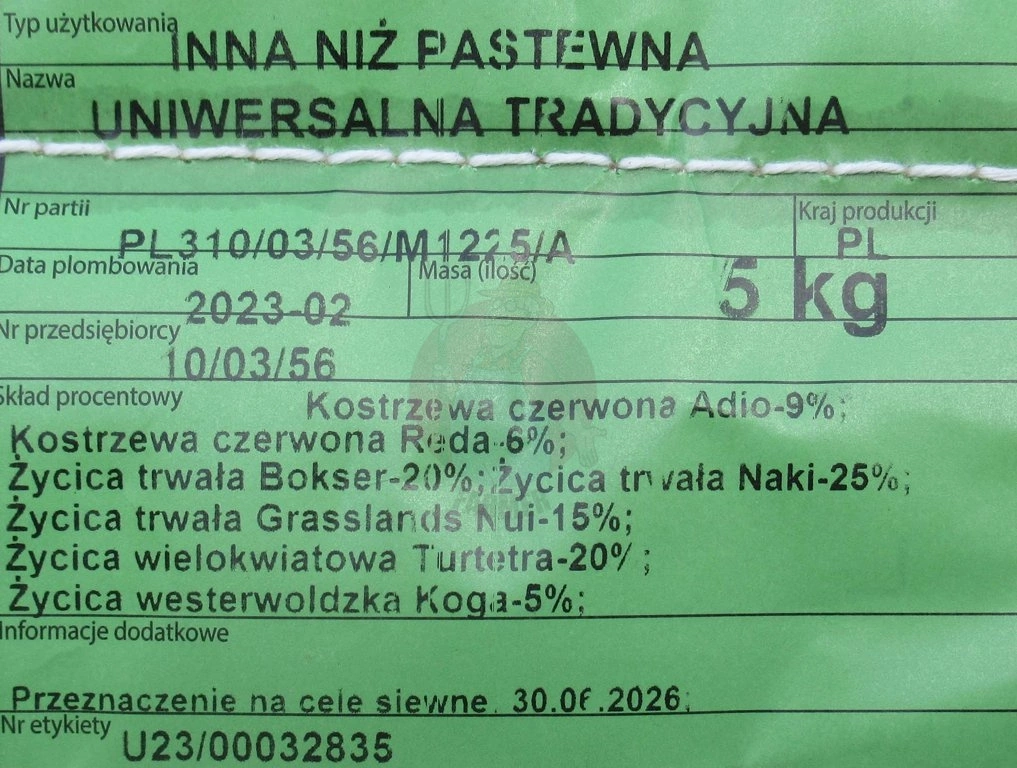 Typ użytkowania
INNA NIŻ PASTEWNA
Nazwa
UNIWERSALNA TRADYCYJNA
Nr partii
Kraj produkcji
PL310/03/56/M1225/A
PL
Data plombowania
Masa (ilość)
5 kg
2023-02
Nr przedsiębiorcy
10/03/56
Skład procentowy
Kostrzewa czerwona Adio-9%;
Kostrzewa czerwona Reda-6%;
Życica trwała Bokser-20%; Życica trwała Naki-25%;
Życica trwała Grasslands Nui-15%;
Życica wielokwiatowa Turtetra-20%;
Życica westerwoldzka Koga-5%;
Informacje dodatkowe
Przeznaczenie na cele siewne. 30.06.2026;
Nr etykiety
U23/00032835